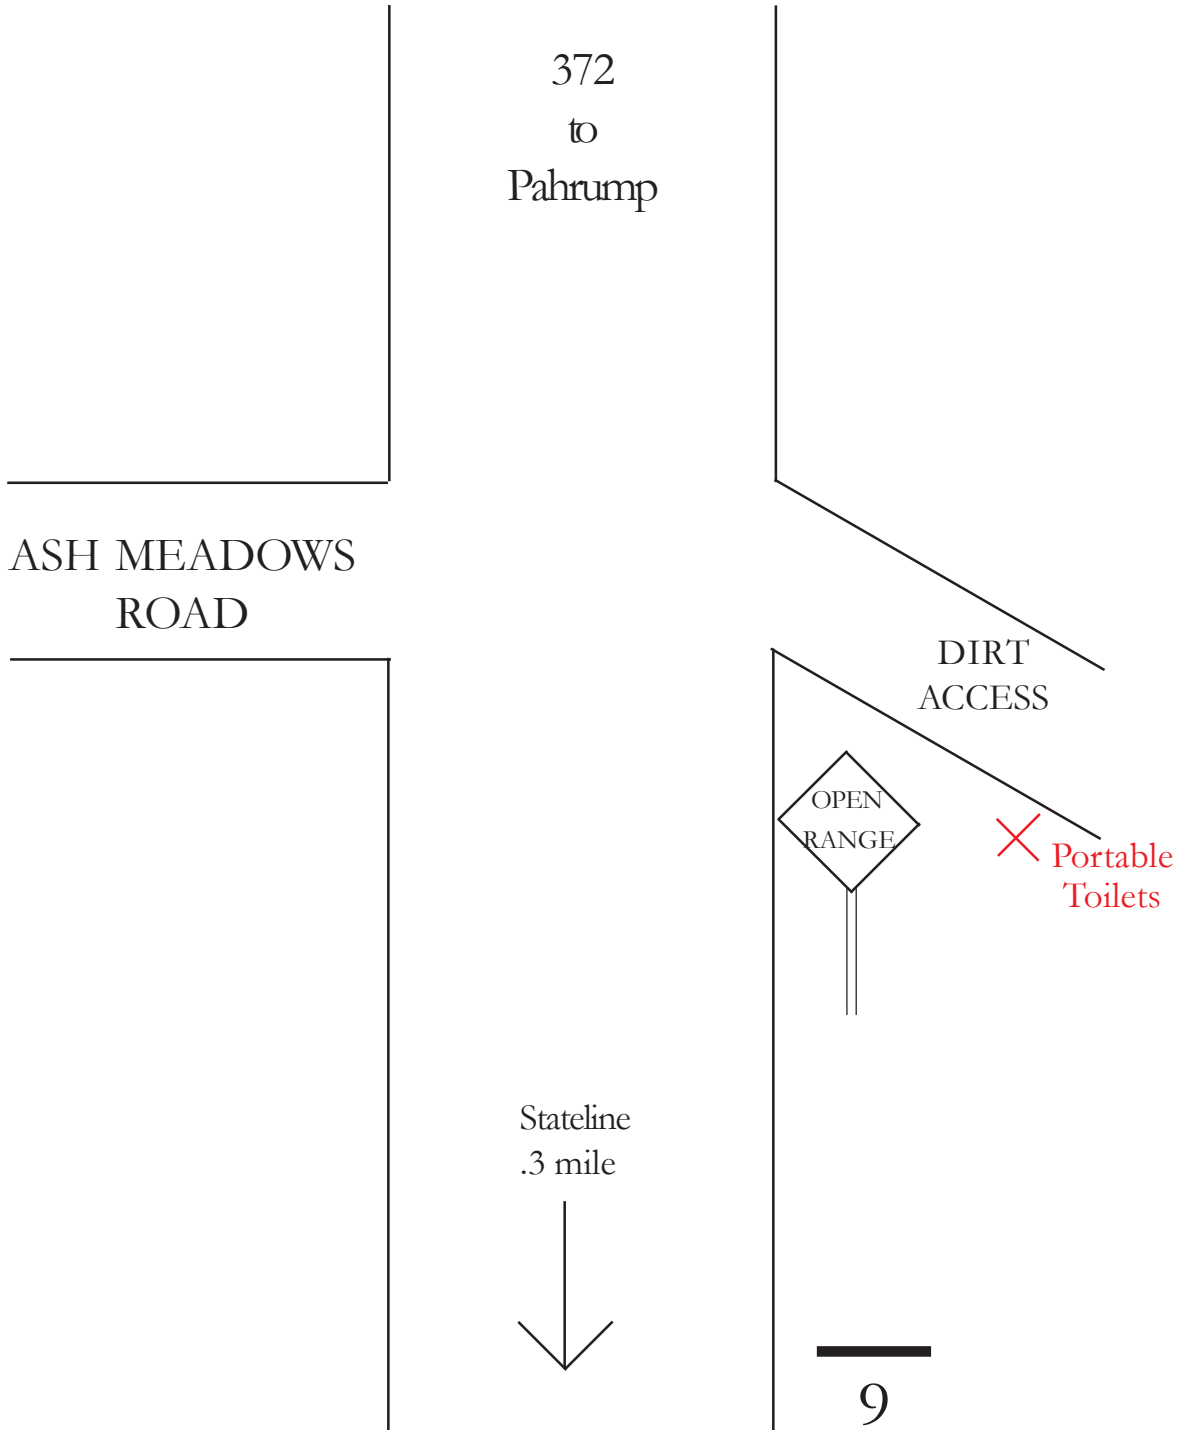 372
to
Pahrump
ASH MEADOWS
ROAD
DIRT
ACCESS
OPEN
RANGE
Portable
Toilets
Stateline
.3 mile
9